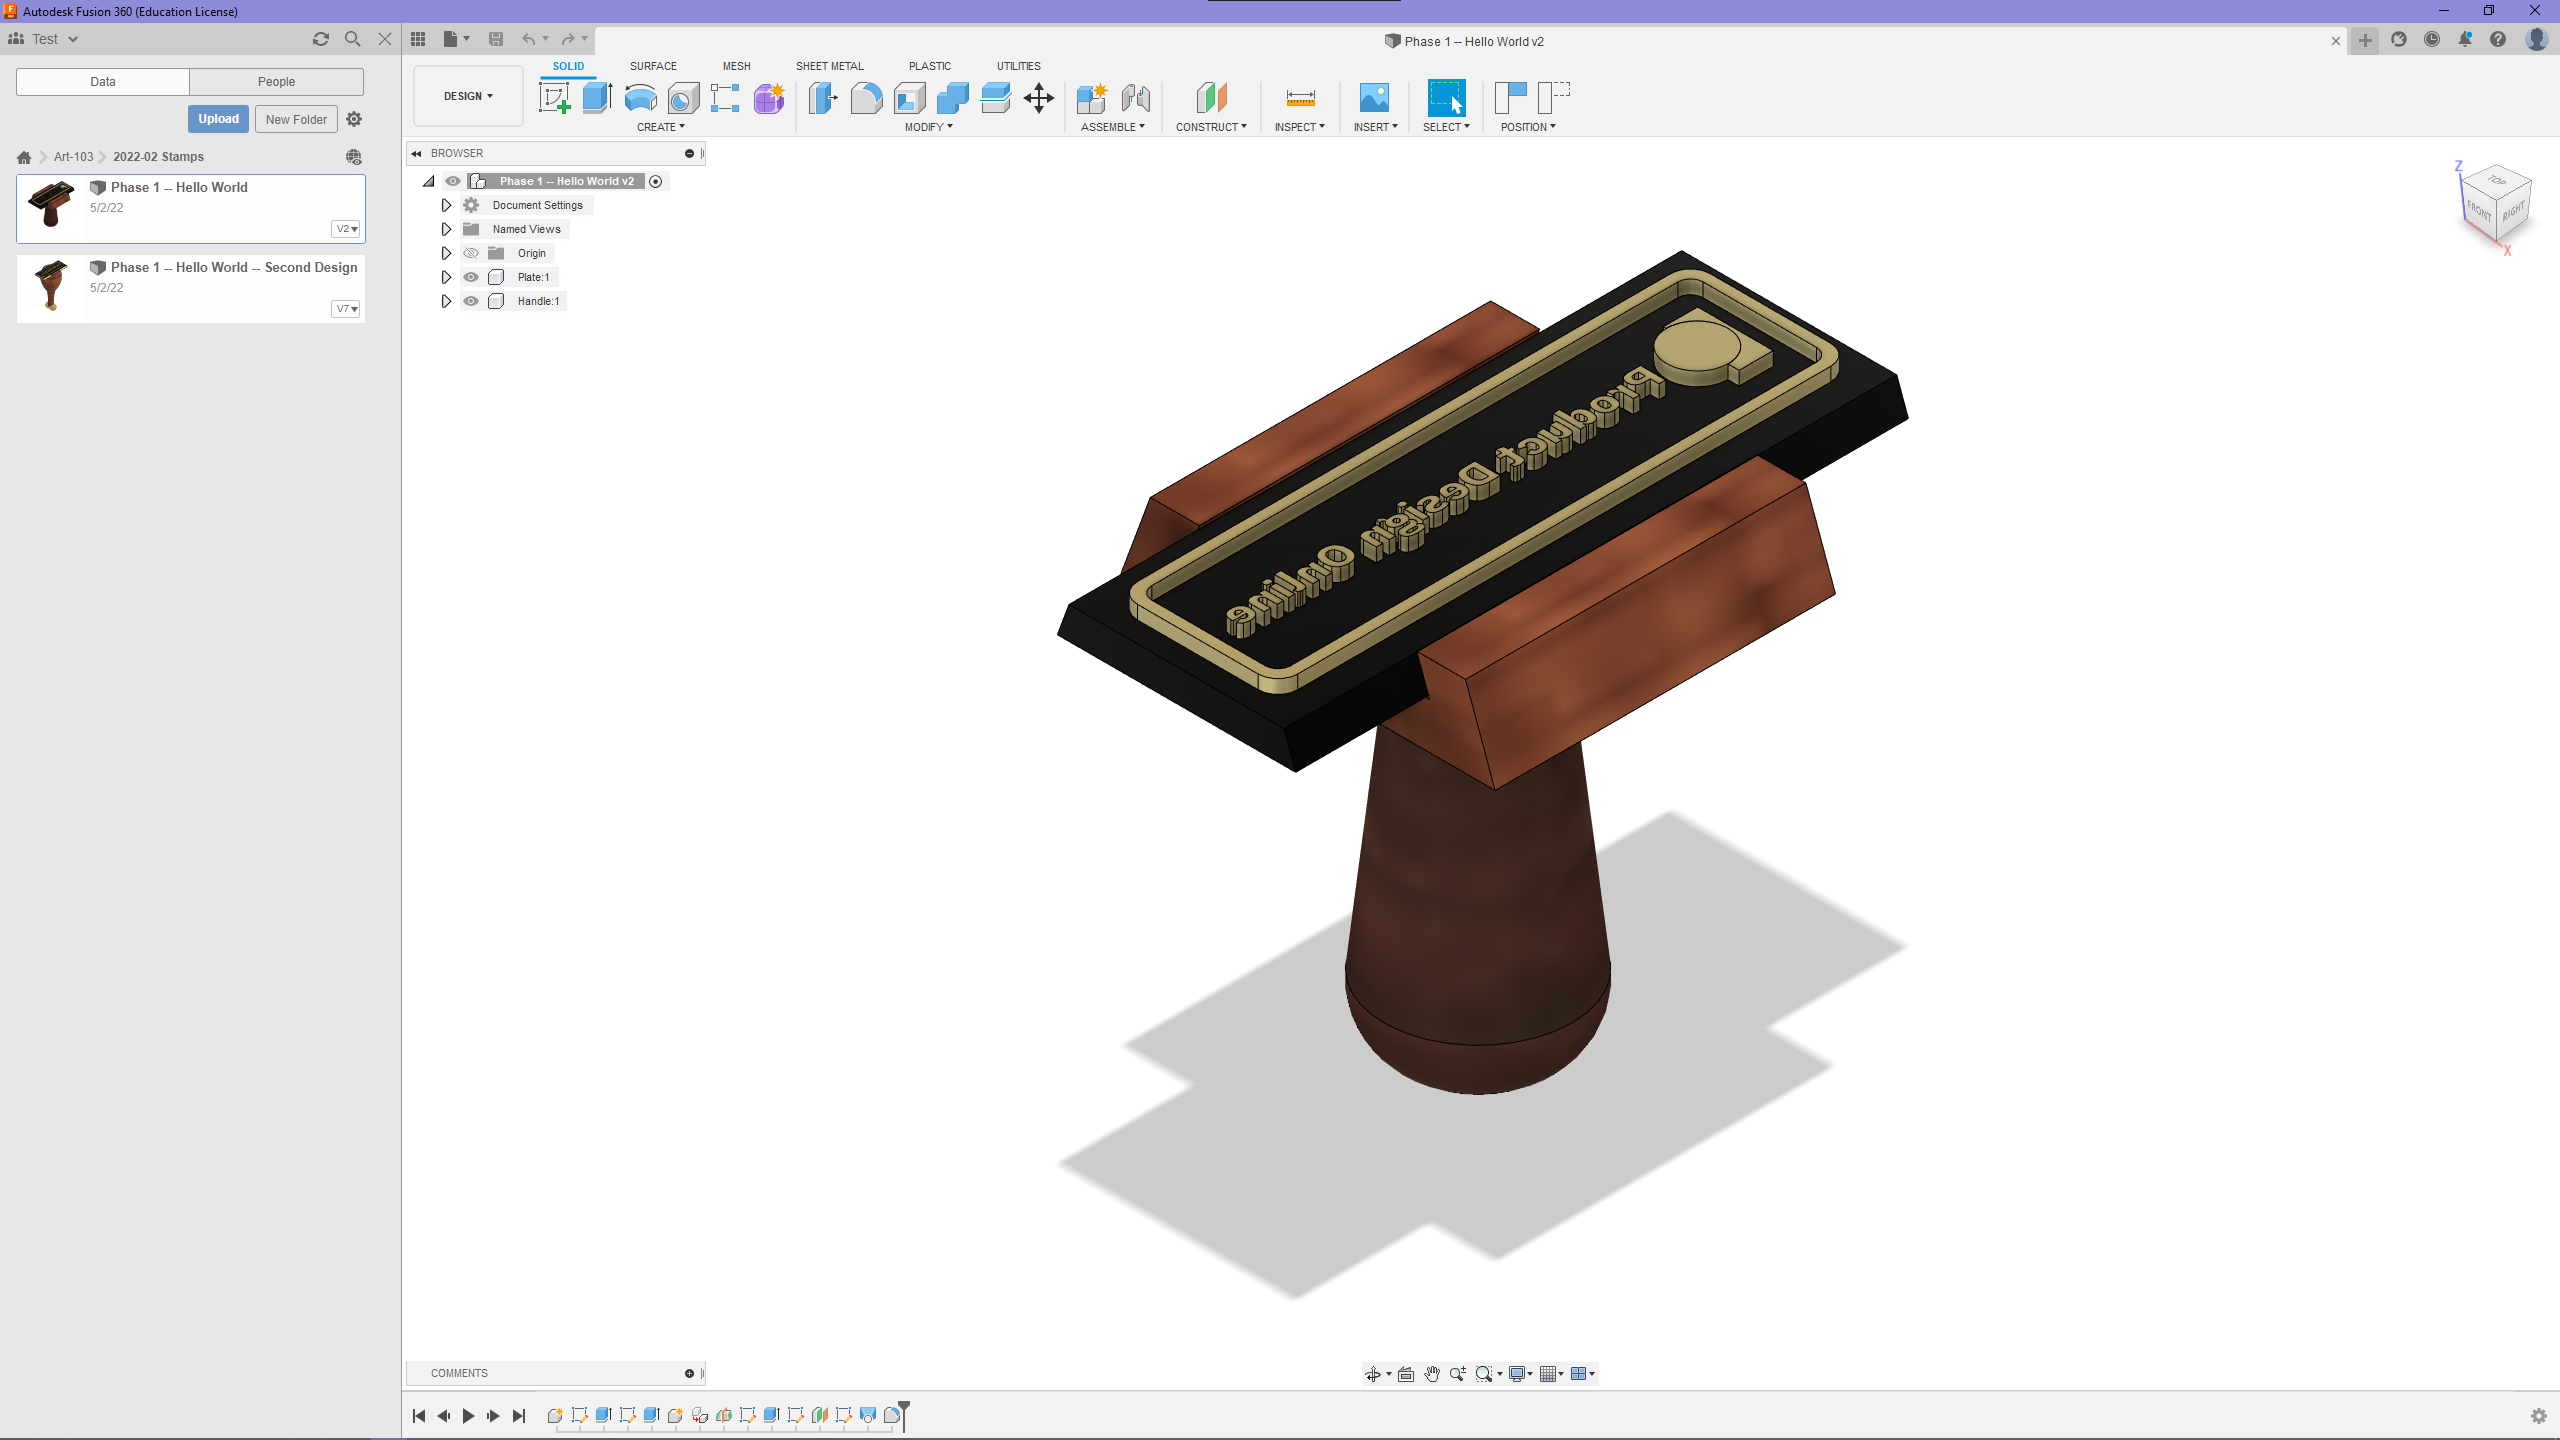 Autodesk Fusion 360 (Education License)
Test
Phase 1 -- Hello World v2
Data
People
Upload
New Folder
Art-103
2022-02 Stamps
Phase 1 -- Hello World
5/2/22
V2
Phase 1 -- Hello World -- Second Design
5/2/22
V7
DESIGN
SOLID
SURFACE
MESH
SHEET METAL
PLASTIC
UTILITIES
CREATE
MODIFY
ASSEMBLE
CONSTRUCT
INSPECT
INSERT
SELECT
POSITION
BROWSER
Phase 1 -- Hello World v2
Document Settings
Named Views
Origin
Plate:1
Handle:1
Z
TOP
FRONT
RIGHT
X
Product Design Online
COMMENTS